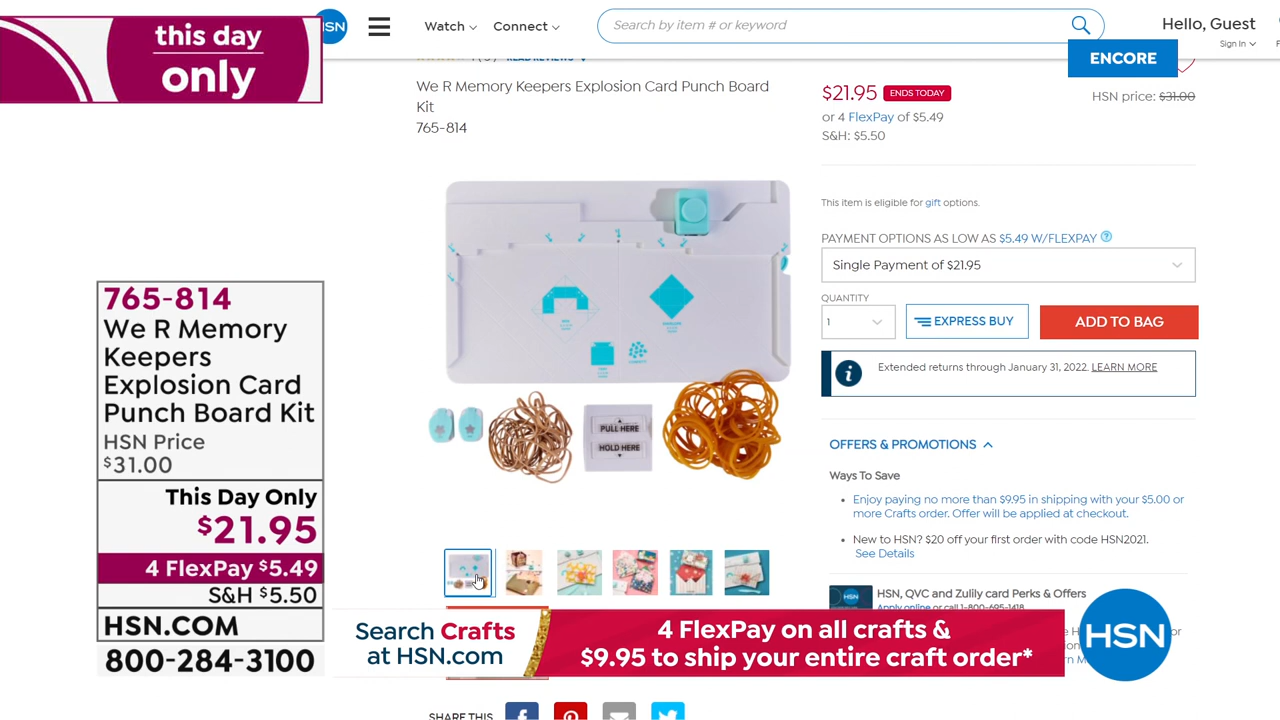 this day
only
HSN
Watch
Connect
Search by item # or keyword
Hello, Guest
Sign In
ENCORE
We R Memory Keepers Explosion Card Punch Board
Kit
765-814
$21.95 ENDS TODAY
HSN price: $31.00
or 4 FlexPay of $5.49
S&H: $5.50
This item is eligible for gift options.
PAYMENT OPTIONS AS LOW AS $5.49 W/FLEXPAY ?
Single Payment of $21.95
QUANTITY
1
EXPRESS BUY
ADD TO BAG
Extended returns through January 31, 2022. LEARN MORE
OFFERS & PROMOTIONS
Ways To Save
• Enjoy paying no more than $9.95 in shipping with your $5.00 or
more Crafts order. Offer will be applied at checkout.
• New to HSN? $20 off your first order with code HSN2021.
See Details
HSN
HSN, QVC and Zulily card Perks & Offers
Apply online or call 1-800-695-1418
PULL HERE
HOLD HERE
765-814
We R Memory
Keepers
Explosion Card
Punch Board Kit
HSN Price
$31.00
This Day Only
$21.95
4 FlexPay $5.49
S&H $5.50
HSN.COM
800-284-3100
Search Crafts
at HSN.com
4 FlexPay on all crafts &
$9.95 to ship your entire craft order*
HSN
SHARE THIS